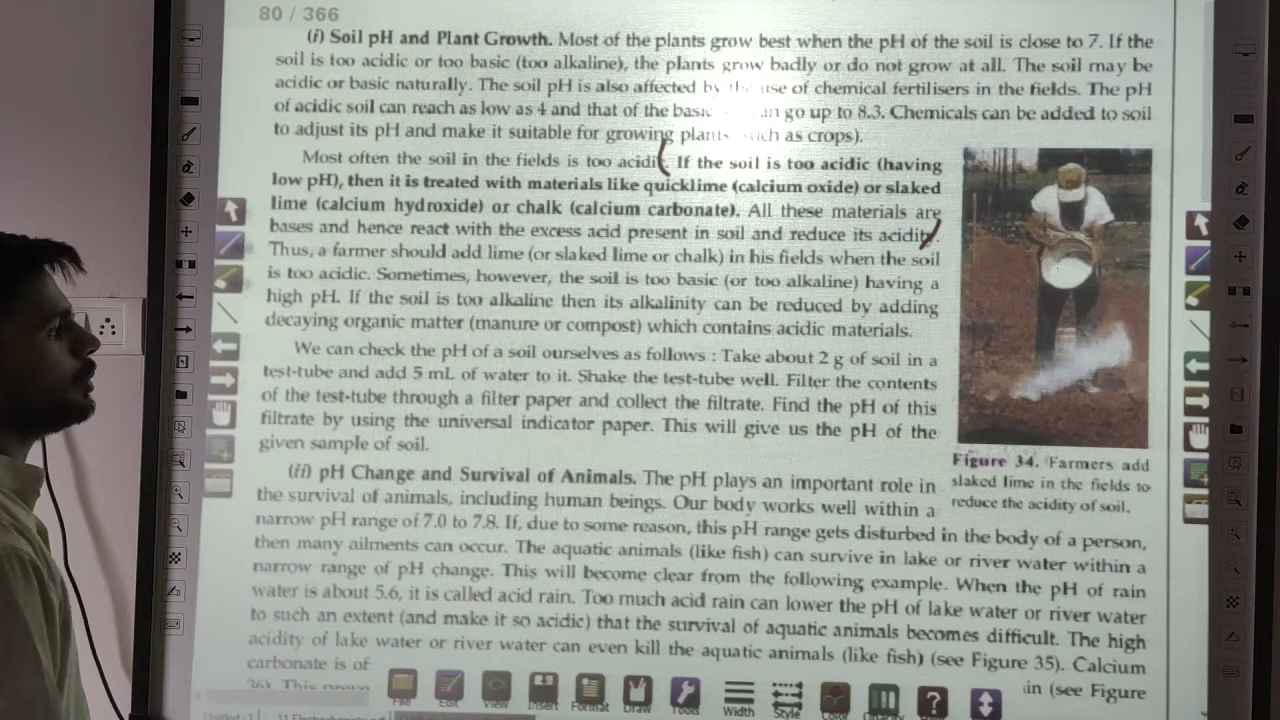 80 / 366
(i) Soil pH and Plant Growth. Most of the plants grow best when the pH of the soil is close to 7. If the
soil is too acidic or too basic (too alkaline), the plants grow badly or do not grow at all. The soil may be
acidic or basic naturally. The soil pH is also affected by the use of chemical fertilisers in the fields. The pH
of acidic soil can reach as low as 4 and that of the basic can go up to 8.3. Chemicals can be added to soil
to adjust its pH and make it suitable for growing plants such as crops).
Most often the soil in the fields is too acidic. If the soil is too acidic (having
low pH), then it is treated with materials like quicklime (calcium oxide) or slaked
lime (calcium hydroxide) or chalk (calcium carbonate). All these materials are
bases and hence react with the excess acid present in soil and reduce its acidity.
Thus, a farmer should add lime (or slaked lime or chalk) in his fields when the soil
is too acidic. Sometimes, however, the soil is too basic (or too alkaline) having a
high pH. If the soil is too alkaline then its alkalinity can be reduced by adding
decaying organic matter (manure or compost) which contains acidic materials.
We can check the pH of a soil ourselves as follows : Take about 2 g of soil in a
test-tube and add 5 mL of water to it. Shake the test-tube well. Filter the contents
of the test-tube through a filter paper and collect the filtrate. Find the pH of this
filtrate by using the universal indicator paper. This will give us the pH of the
given sample of soil.
Figure 34. Farmers add
slaked lime in the fields to
reduce the acidity of soil.
(ii) pH Change and Survival of Animals. The pH plays an important role in
the survival of animals, including human beings. Our body works well within a
narrow pH range of 7.0 to 7.8. If, due to some reason, this pH range gets disturbed in the body of a person,
then many ailments can occur. The aquatic animals (like fish) can survive in lake or river water within a
narrow range of pH change. This will become clear from the following example. When the pH of rain
water is about 5.6, it is called acid rain. Too much acid rain can lower the pH of lake water or river water
to such an extent (and make it so acidic) that the survival of aquatic animals becomes difficult. The high
acidity of lake water or river water can even kill the aquatic animals (like fish) (see Figure 35). Calcium
carbonate is of in (see Figure
36). This
File Edit View Insert Format Draw Tools Width Style Color